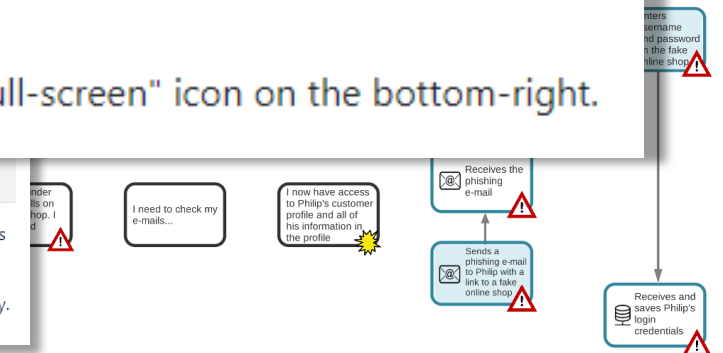 ull-screen" icon on the bottom-right.
nters
sername
nd password
n the fake
nline shop
nder
lls on
hop. I
d
s
y.
I need to check my
e-mails...
I now have access
to Philip's customer
profile and all of
his information in
the profile
Receives the
phishing
e-mail
Sends a
phishing e-mail
to Philip with a
link to a fake
online shop
Receives and
saves Philip's
login
credentials